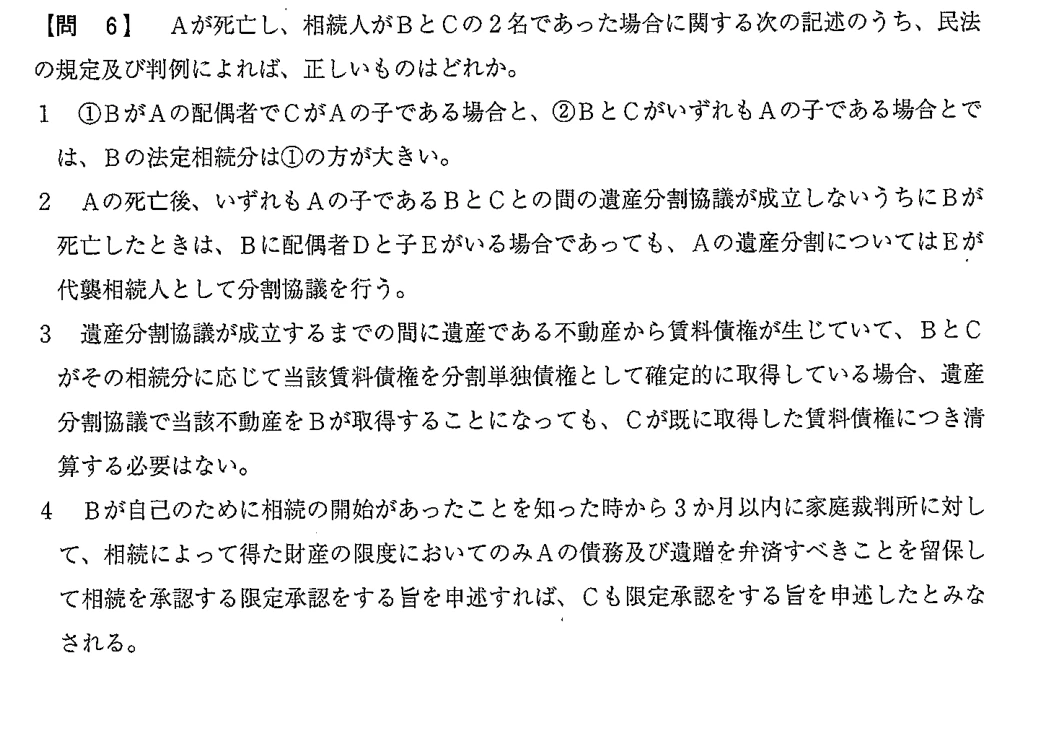 【問　6】　Aが死亡し、相続人がBとCの2名であった場合に関する次の記述のうち、民法
の規定及び判例によれば、正しいものはどれか。
1　①BがAの配偶者でCがAの子である場合と、②BとCがいずれもAの子である場合とで
は、Bの法定相続分は①の方が大きい。
2　Aの死亡後、いずれもAの子であるBとCとの間の遺産分割協議が成立しないうちにBが
死亡したときは、Bに配偶者Dと子Eがいる場合であっても、Aの遺産分割についてはEが
代襲相続人として分割協議を行う。
3　遺産分割協議が成立するまでの間に遺産である不動産から賃料債権が生じていて、BとC
がその相続分に応じて当該賃料債権を分割単独債権として確定的に取得している場合、遺産
分割協議で当該不動産をBが取得することになっても、Cが既に取得した賃料債権につき清
算する必要はない。
4　Bが自己のために相続の開始があったことを知った時から3か月以内に家庭裁判所に対し
て、相続によって得た財産の限度においてのみAの債務及び遺贈を弁済すべきことを留保し
て相続を承認する限定承認をする旨を申述すれば、Cも限定承認をする旨を申述したとみな
される。